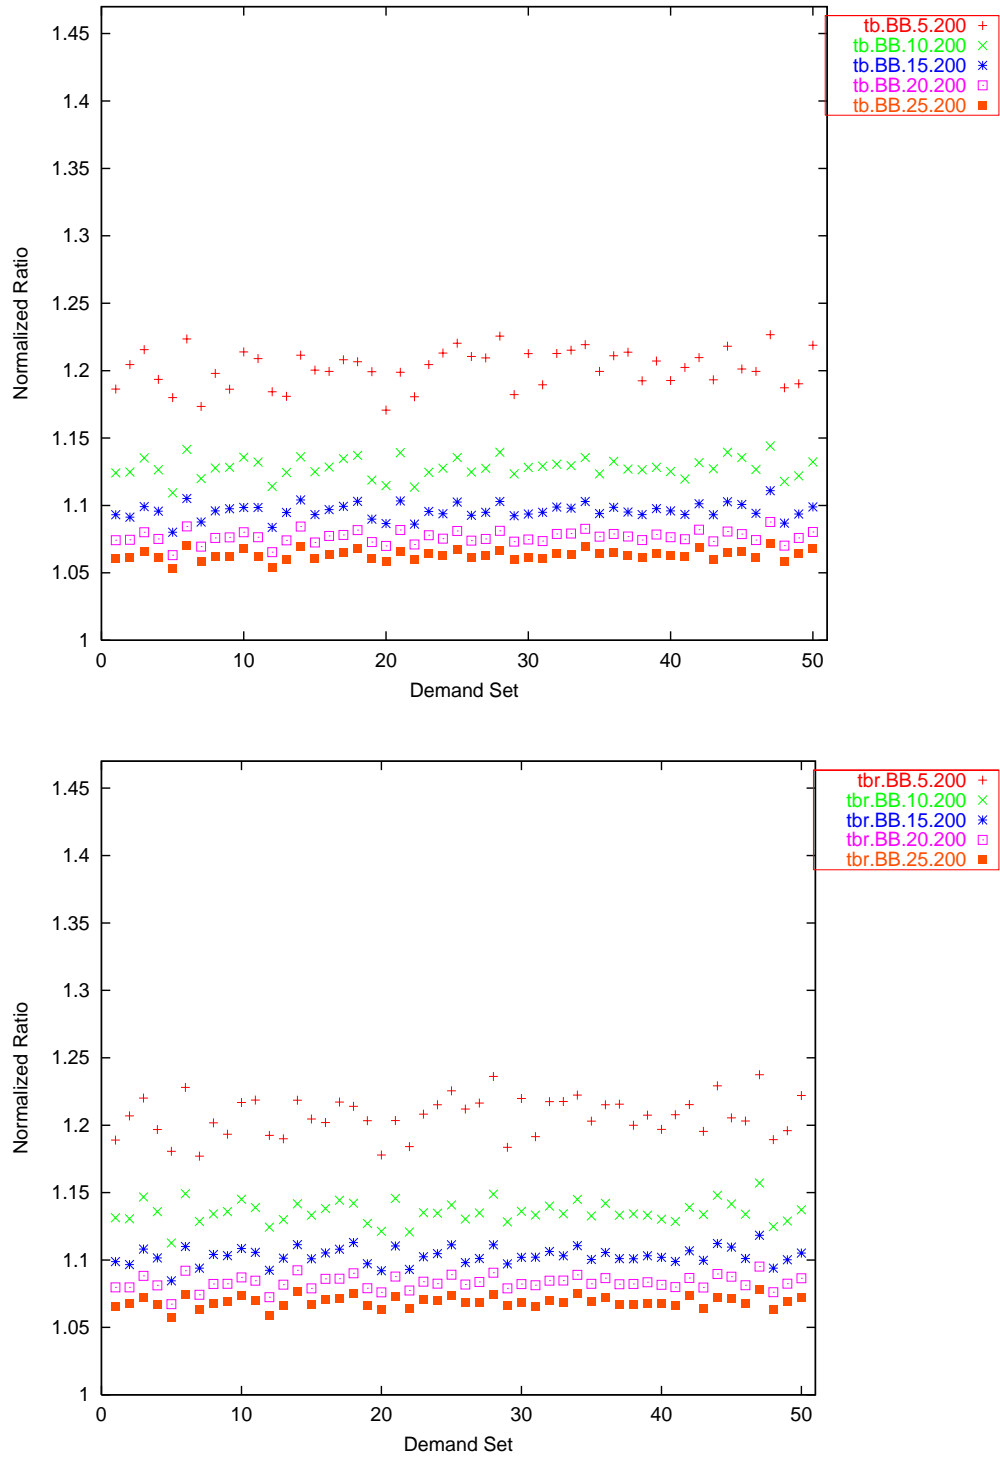 1.45
1.4
1.35
1.3
1.25
1.2
1.15
1.1
1.05
1
Normalized Ratio
0
10
20
30
40
50
Demand Set
tb.BB.5.200
tb.BB.10.200
tb.BB.15.200
tb.BB.20.200
tb.BB.25.200
1.45
1.4
1.35
1.3
1.25
1.2
1.15
1.1
1.05
1
Normalized Ratio
0
10
20
30
40
50
Demand Set
tbr.BB.5.200
tbr.BB.10.200
tbr.BB.15.200
tbr.BB.20.200
tbr.BB.25.200